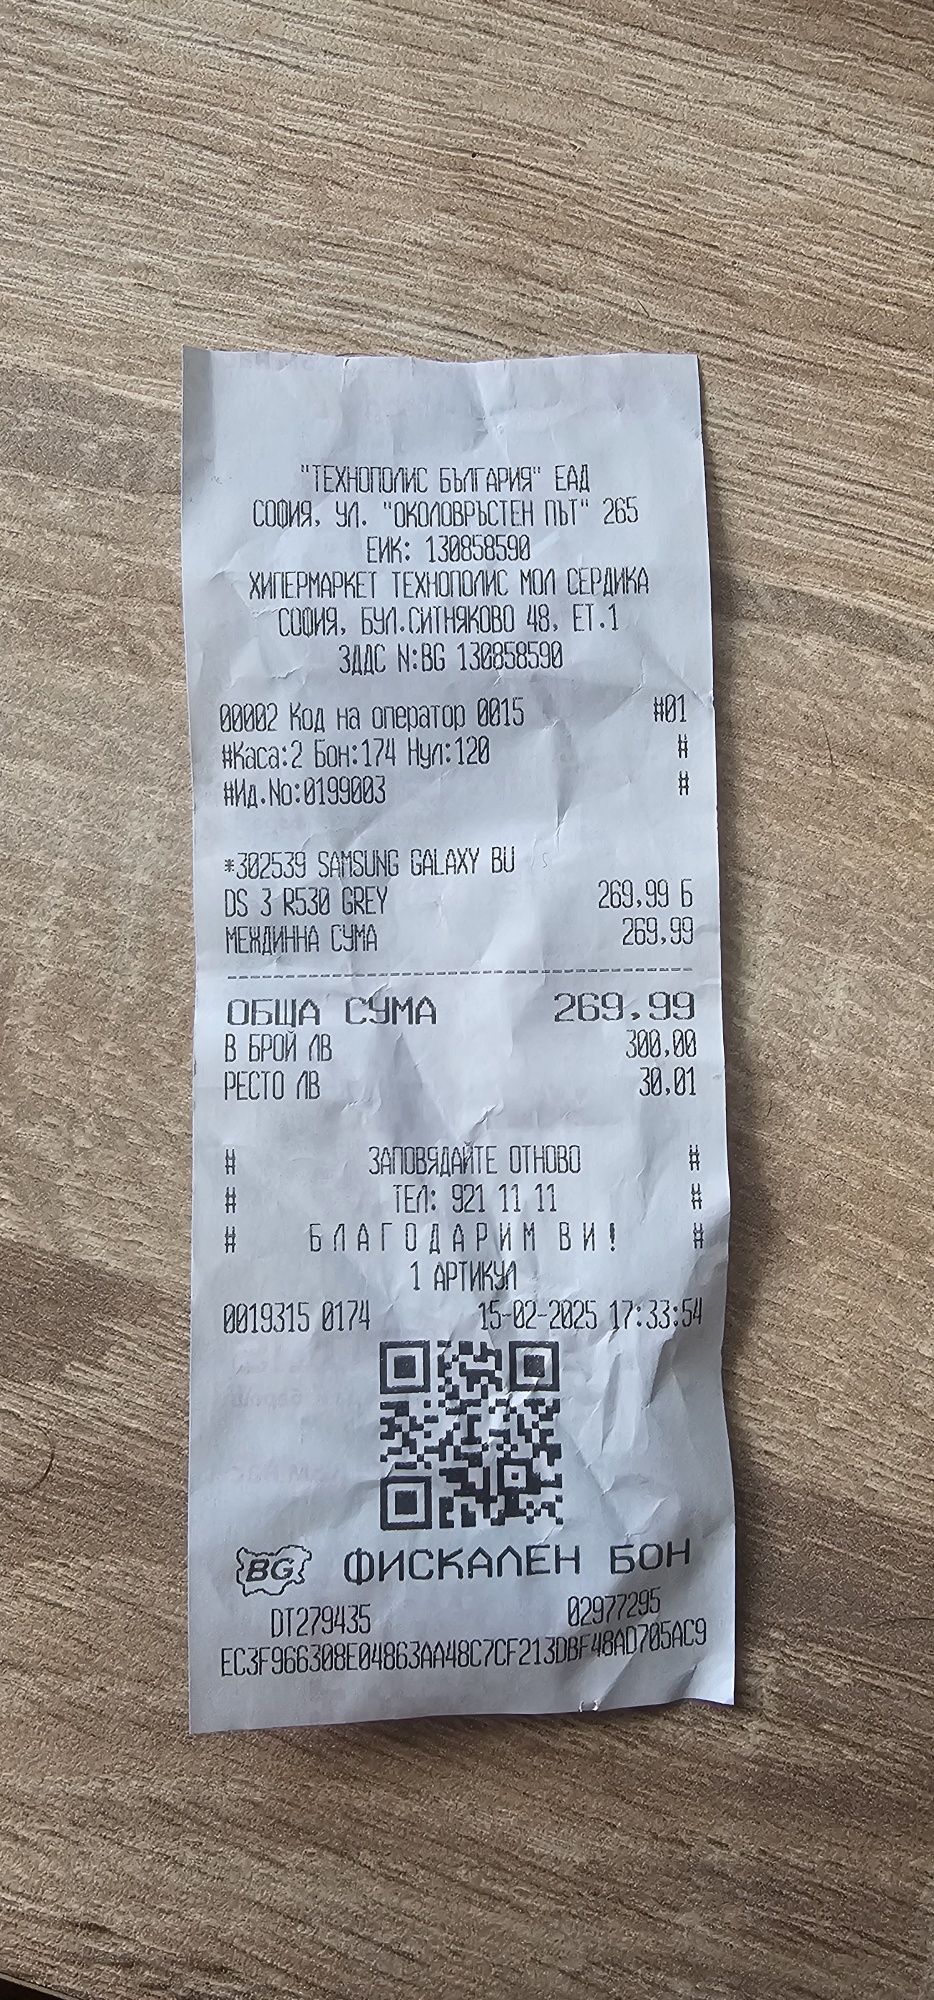 "ТЕХНОПОЛИС БЪЛГАРИЯ" ЕАД
СОФИЯ, УЛ. "ОКОЛОВРЪСТЕН ПЪТ" 265
ЕИК: 130858590
ХИПЕРМАРКЕТ ТЕХНОПОЛИС МОЛ СЕРДИКА
СОФИЯ, БУЛ.СИТНЯКОВО 48, ЕТ.1
ЗДДС N:BG 130858590
00002 Код на оператор 0015 #01
#Каса:2 Бон:174 Нул:120 #
#Ид.No:0199003 #
*302539 SAMSUNG GALAXY BU
DS 3 R530 GREY 269,99 Б
МЕЖДИННА СУМА 269,99
ОБЩА СУМА 269,99
В БРОЙ ЛВ 300,00
РЕСТО ЛВ 30,01
# ЗАПОВЯДАЙТЕ ОТНОВО #
# ТЕЛ: 921 11 11 #
# Б Л А Г О Д А Р И М В И ! #
1 АРТИКУЛ
0019315 0174 15-02-2025 17:33:54
BG ФИСКАЛЕН БОН
DT279435 02977295
EC3F966308E04863AA48C7CF213DBF48AD705AC9